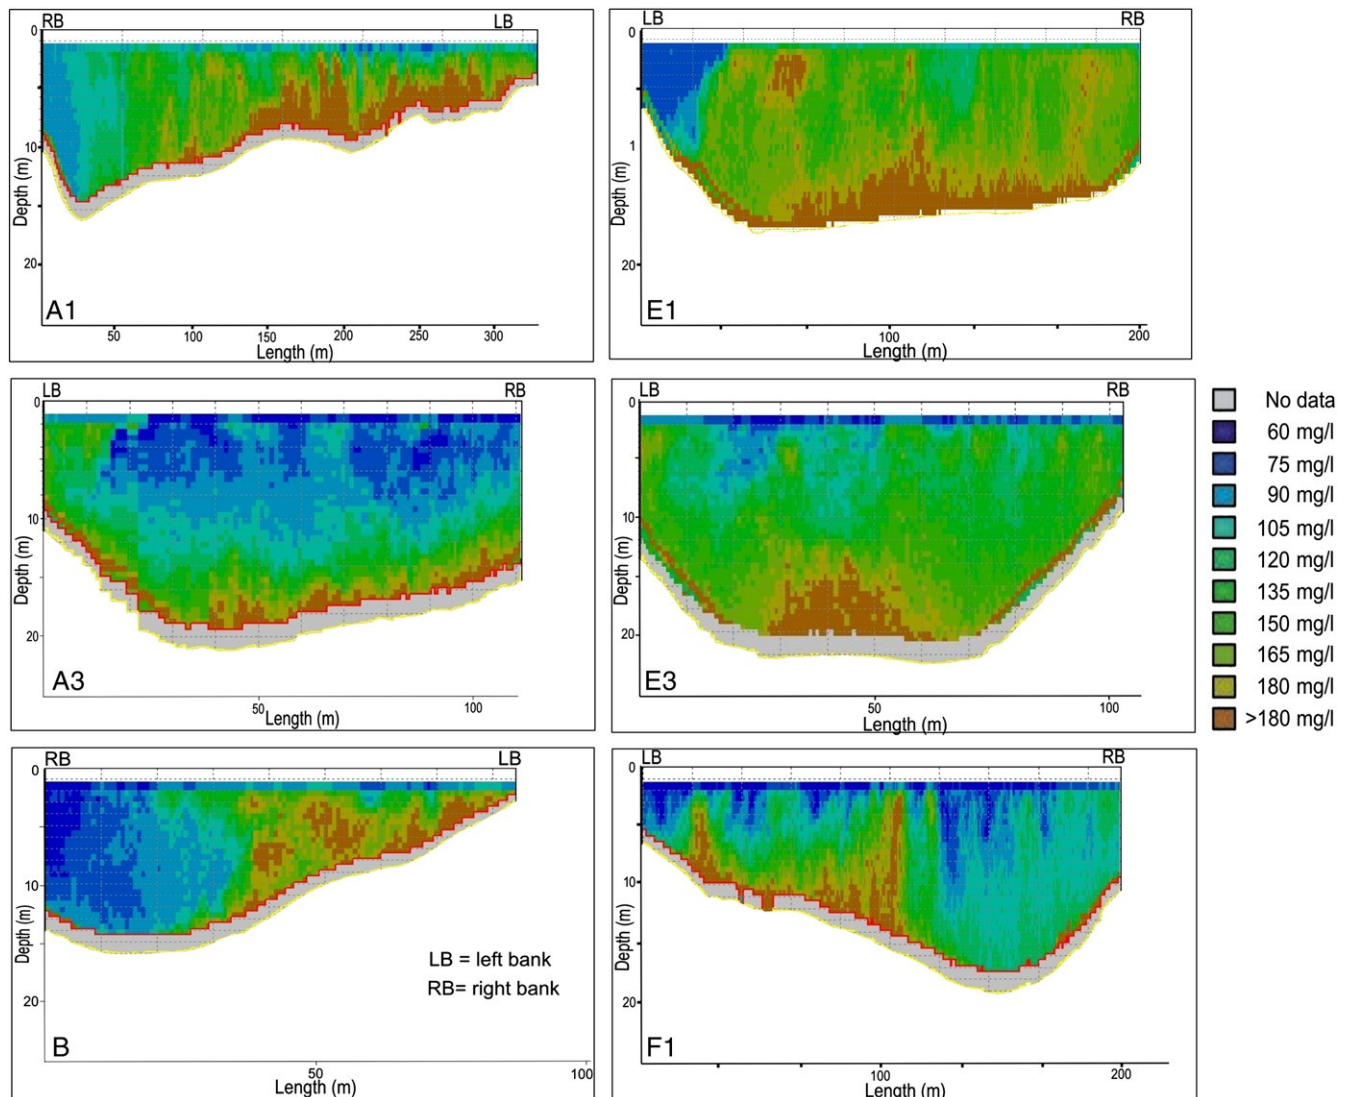 RB LB
0
10
20
Depth (m)
A1
50 100 150 200 250 300
Length (m)
LB RB
0
1
20
Depth (m)
E1
100 200
Length (m)
LB RB
0
10
20
Depth (m)
A3
50 100
Length (m)
LB RB
0
10
20
Depth (m)
E3
50 100
Length (m)
No data
60 mg/l
75 mg/l
90 mg/l
105 mg/l
120 mg/l
135 mg/l
150 mg/l
165 mg/l
180 mg/l
>180 mg/l
RB LB
0
10
20
Depth (m)
LB = left bank
RB= right bank
B
50 100
Length (m)
LB RB
0
10
20
Depth (m)
F1
100 200
Length (m)